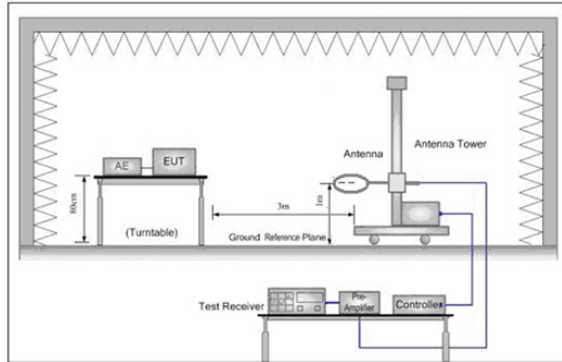 AE
EUT
80cm
(Turntable)
3m
1m
Antenna
Antenna Tower
Ground Reference Plane
Test Receiver
Pre-
Amplifier
Controller